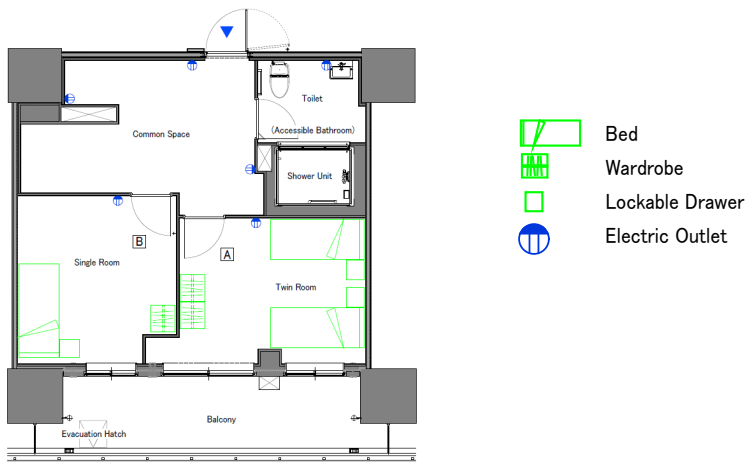 Toilet
(Accessible Bathroom)
Common Space
Shower Unit
B
A
Single Room
Twin Room
Balcony
Evacuation Hatch
Bed
Wardrobe
Lockable Drawer
Electric Outlet